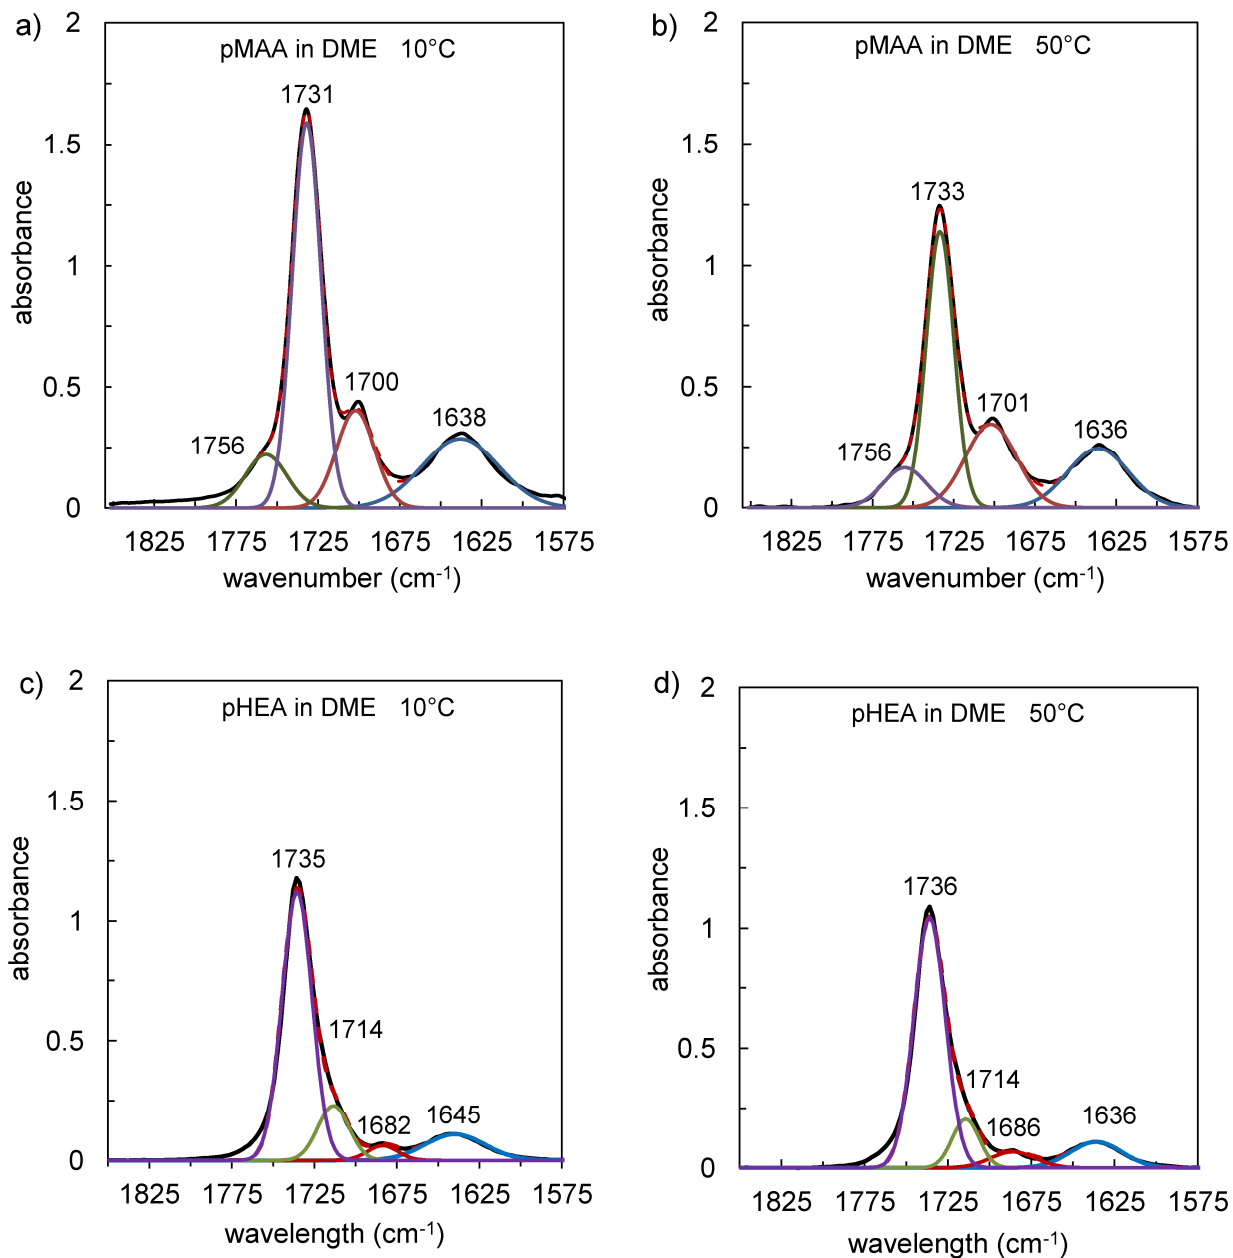 a)
pMAA in DME 10°C
2
1.5
1
0.5
0
absorbance
1731
1700
1756
1638
1825 1775 1725 1675 1625 1575
wavenumber (cm-1)
b)
pMAA in DME 50°C
2
1.5
1
0.5
0
absorbance
1733
1701
1756
1636
1825 1775 1725 1675 1625 1575
wavenumber (cm-1)
c)
pHEA in DME 10°C
2
1.5
1
0.5
0
absorbance
1735
1714
1682
1645
1825 1775 1725 1675 1625 1575
wavelength (cm-1)
d)
pHEA in DME 50°C
2
1.5
1
0.5
0
absorbance
1736
1714
1686
1636
1825 1775 1725 1675 1625 1575
wavelength (cm-1)